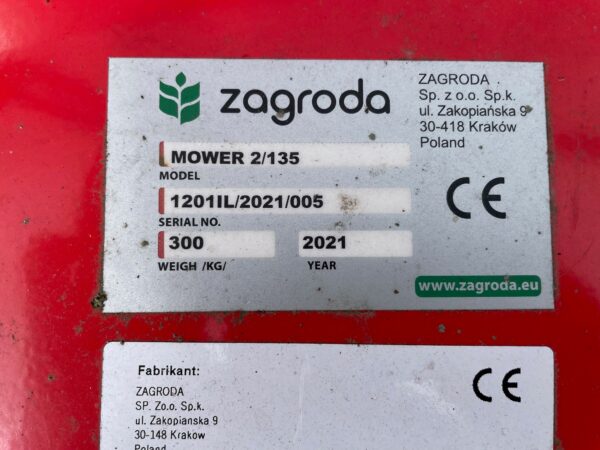 zagroda
ZAGRODA
Sp. z o.o. Sp.k.
ul. Zakopiańska 9
30-418 Kraków
Poland
MOWER 2/135
MODEL
1201IL/2021/005
SERIAL NO.
300
WEIGH /KG/
2021
YEAR
CE
www.zagroda.eu
Fabrikant:
ZAGRODA
SP. Zo.o. Sp.k.
ul. Zakopianska 9
30-148 Krakow
Poland
CE